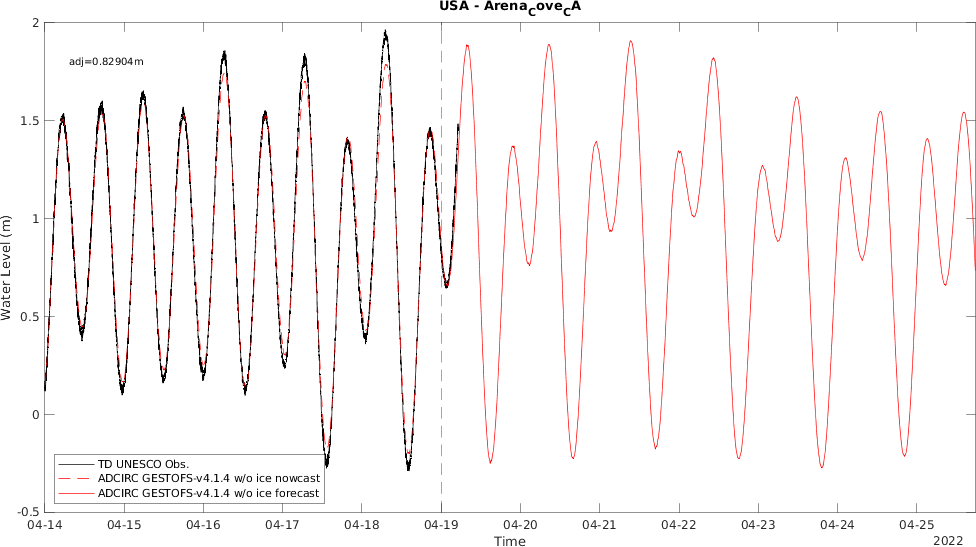 USA - Arena_Cove_CA
adj=0.82904m
2
1.5
1
0.5
0
-0.5
Water Level (m)
TD UNESCO Obs.
ADCIRC GESTOFS-v4.1.4 w/o ice nowcast
ADCIRC GESTOFS-v4.1.4 w/o ice forecast
04-14 04-15 04-16 04-17 04-18 04-19 04-20 04-21 04-22 04-23 04-24 04-25
Time
2022